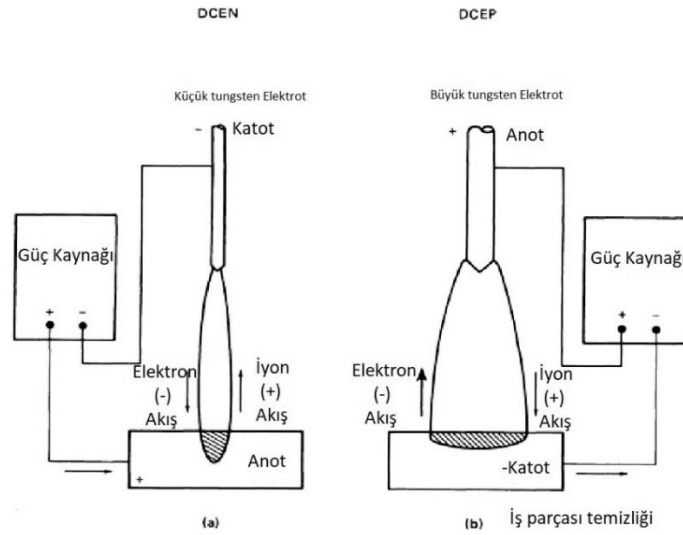 DCEN
DCEP
Küçük tungsten Elektrot
Büyük tungsten Elektrot
− Katot
+ Anot
Güç Kaynağı
+ −
Güç Kaynağı
+ −
Elektron
(-)
Akış
İyon
(+)
Akış
Elektron
(-)
Akış
İyon
(+)
Akış
Anot
+
-Katot
(a)
(b)
İş parçası temizliği